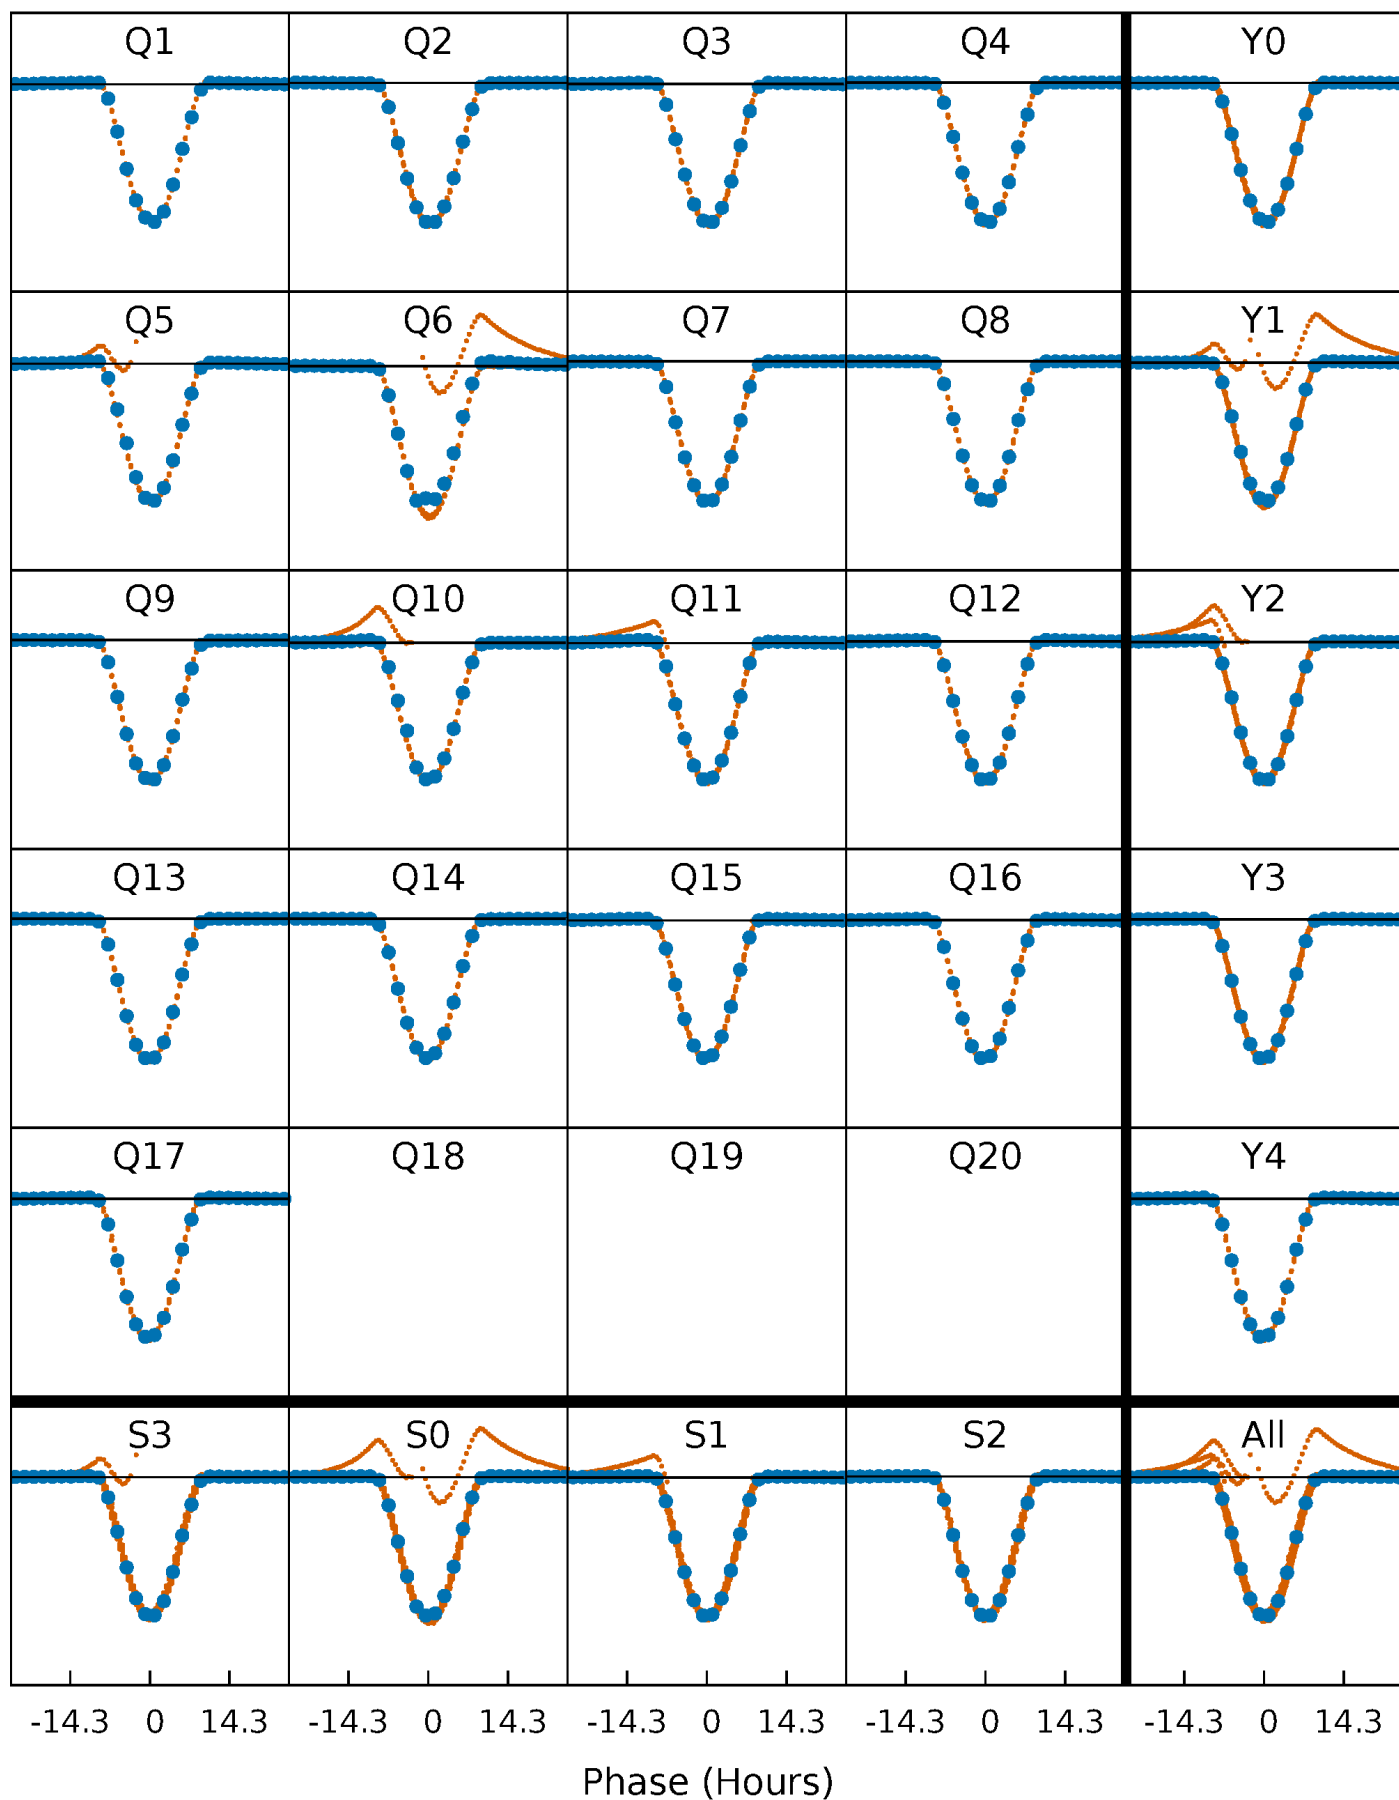 Q1 Q2 Q3 Q4 Y0
Q5 Q6 Q7 Q8 Y1
Q9 Q10 Q11 Q12 Y2
Q13 Q14 Q15 Q16 Y3
Q17 Q18 Q19 Q20 Y4
S3 S0 S1 S2 All
-14.3 0 14.3 -14.3 0 14.3 -14.3 0 14.3 -14.3 0 14.3 -14.3 0 14.3
Phase (Hours)